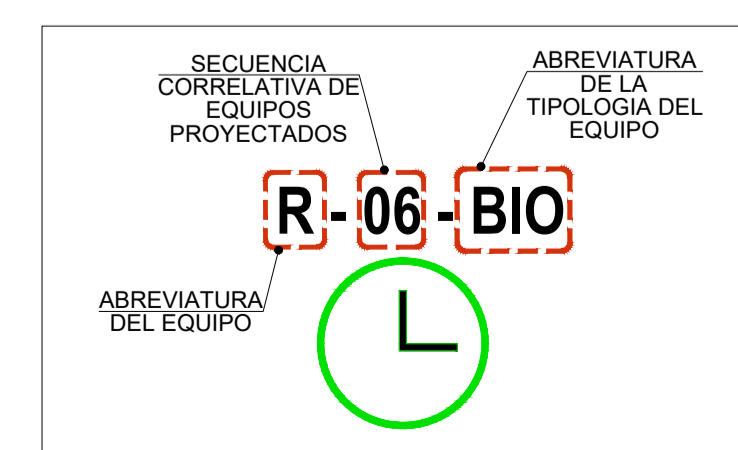 SECUENCIA
CORRELATIVA DE
EQUIPOS
PROYECTADOS
ABREVIATURA
DE LA
TIPOLOGIA DEL
EQUIPO
R - 06 - BIO
ABREVIATURA
DEL EQUIPO